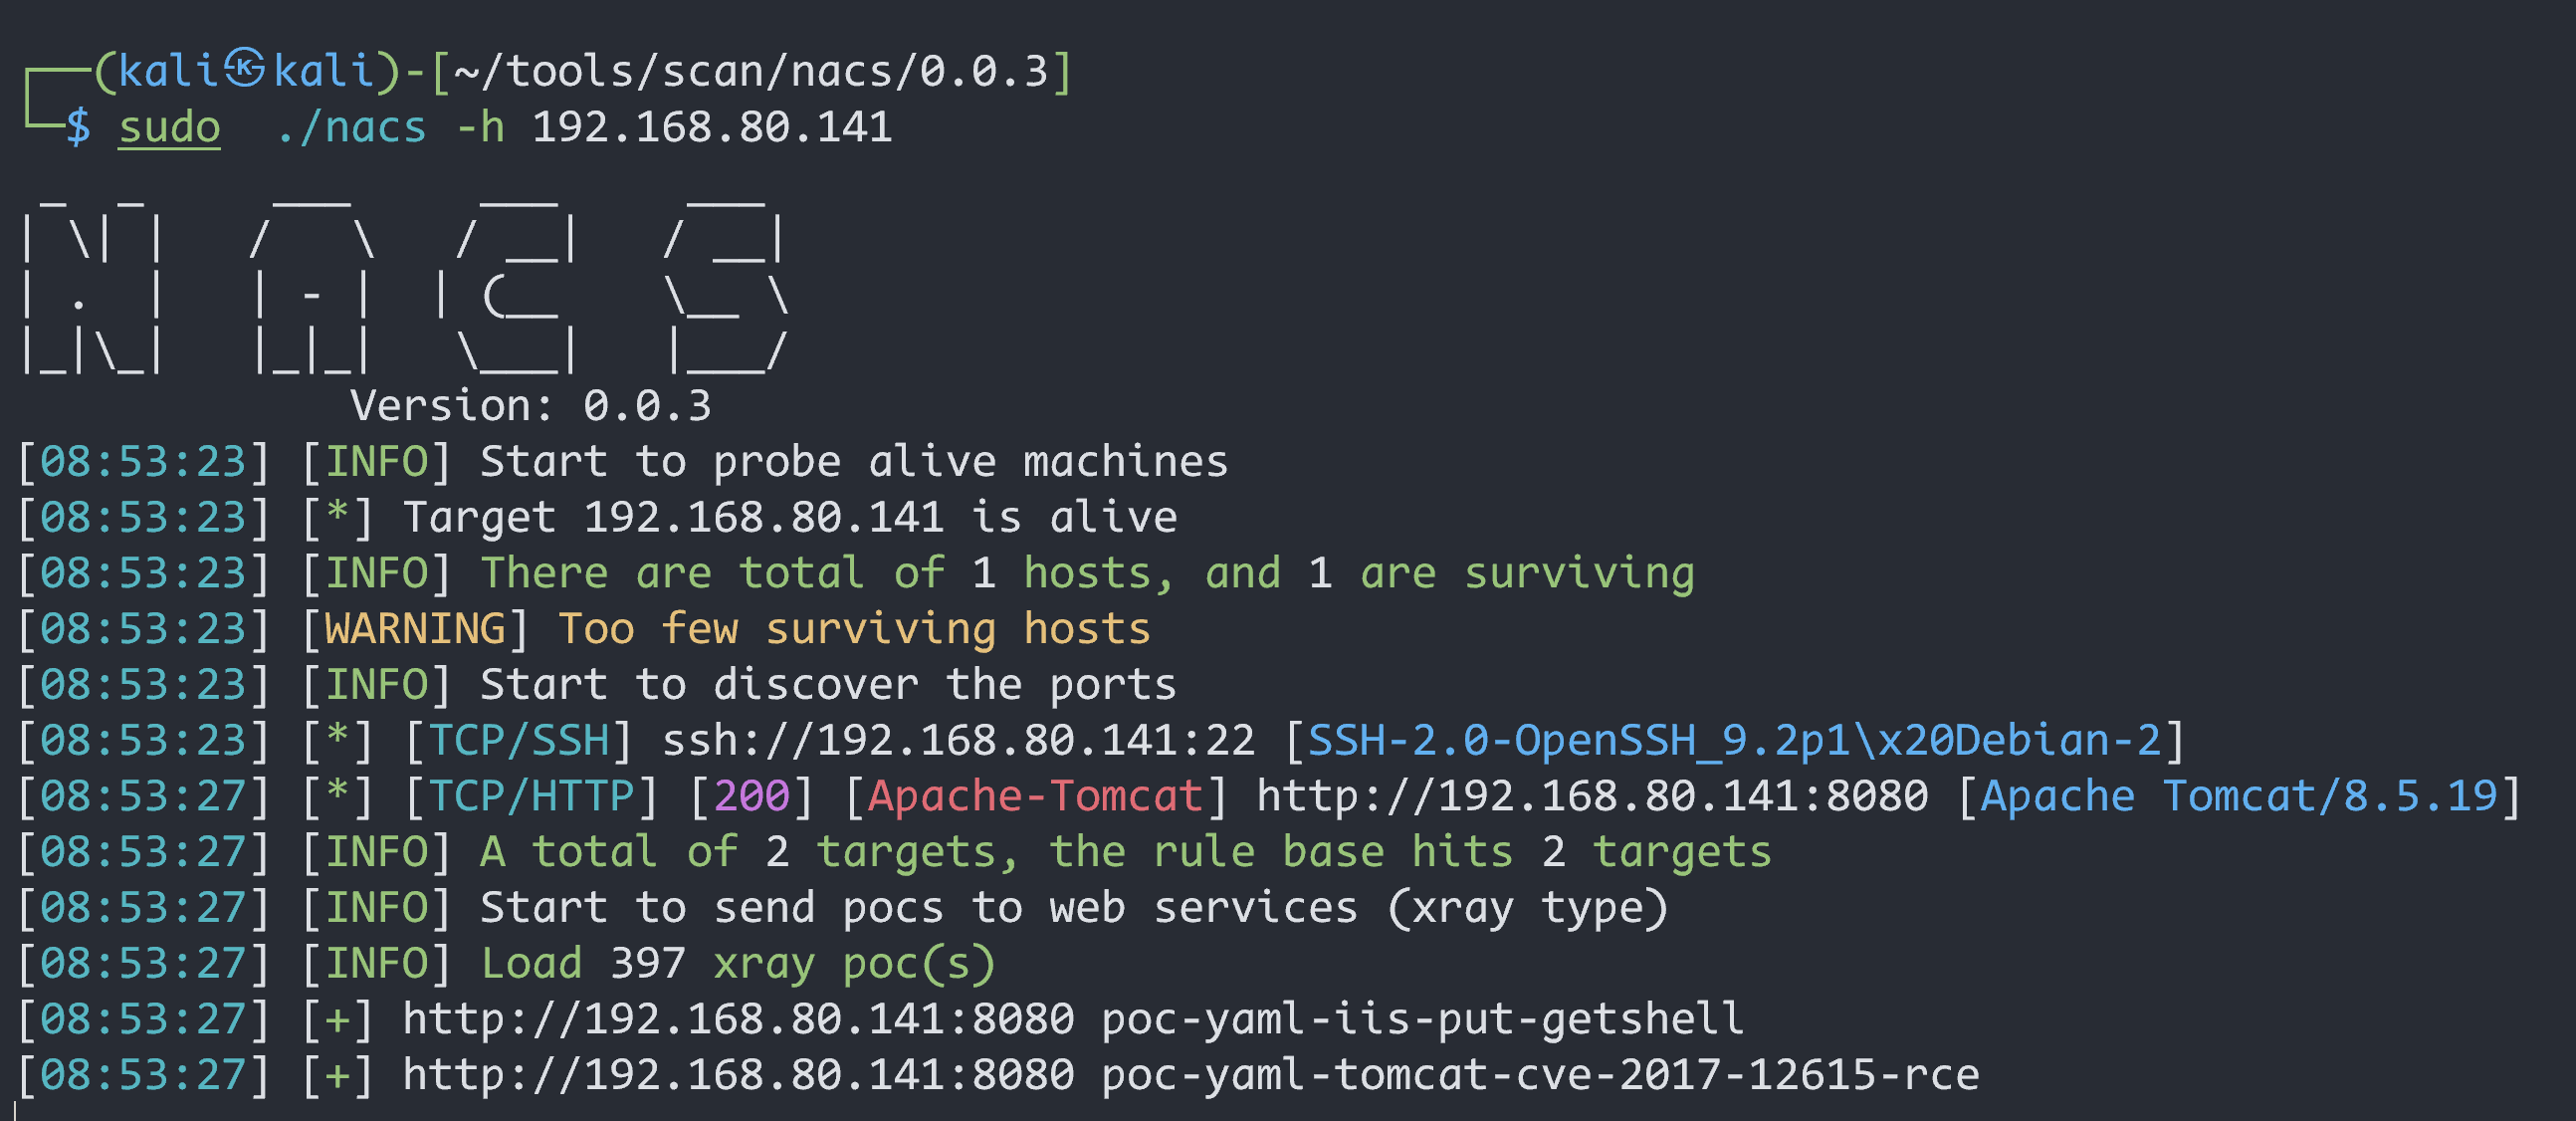 ┌──(kali㉿kali)-[~/tools/scan/nacs/0.0.3]
└─$ sudo  ./nacs -h 192.168.80.141
 _  _     ___     ___     ___
| \| |   /   \   / __|   / __|
| .  |   | - |  | (__    \__ \
|_|\_|   |_|_|   \___|   |___/
             Version: 0.0.3
[08:53:23] [INFO] Start to probe alive machines
[08:53:23] [*] Target 192.168.80.141 is alive
[08:53:23] [INFO] There are total of 1 hosts, and 1 are surviving
[08:53:23] [WARNING] Too few surviving hosts
[08:53:23] [INFO] Start to discover the ports
[08:53:23] [*] [TCP/SSH] ssh://192.168.80.141:22 [SSH-2.0-OpenSSH_9.2p1\x20Debian-2]
[08:53:27] [*] [TCP/HTTP] [200] [Apache-Tomcat] http://192.168.80.141:8080 [Apache Tomcat/8.5.19]
[08:53:27] [INFO] A total of 2 targets, the rule base hits 2 targets
[08:53:27] [INFO] Start to send pocs to web services (xray type)
[08:53:27] [INFO] Load 397 xray poc(s)
[08:53:27] [+] http://192.168.80.141:8080 poc-yaml-iis-put-getshell
[08:53:27] [+] http://192.168.80.141:8080 poc-yaml-tomcat-cve-2017-12615-rce